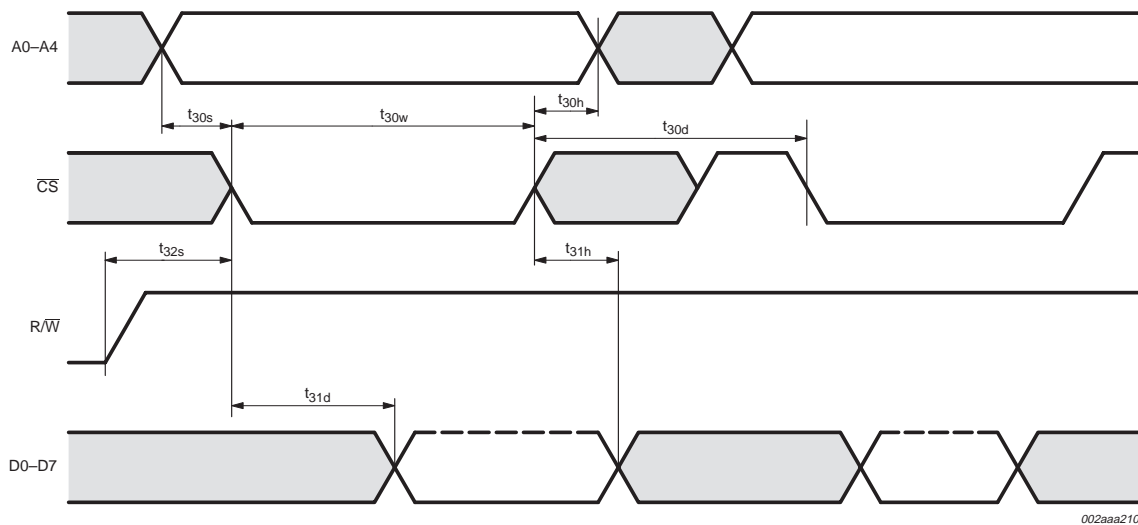 A0–A4
t30h
t30s
t30w
t30d
CS
t32s
t31h
R/W
t31d
D0–D7
002aaa210